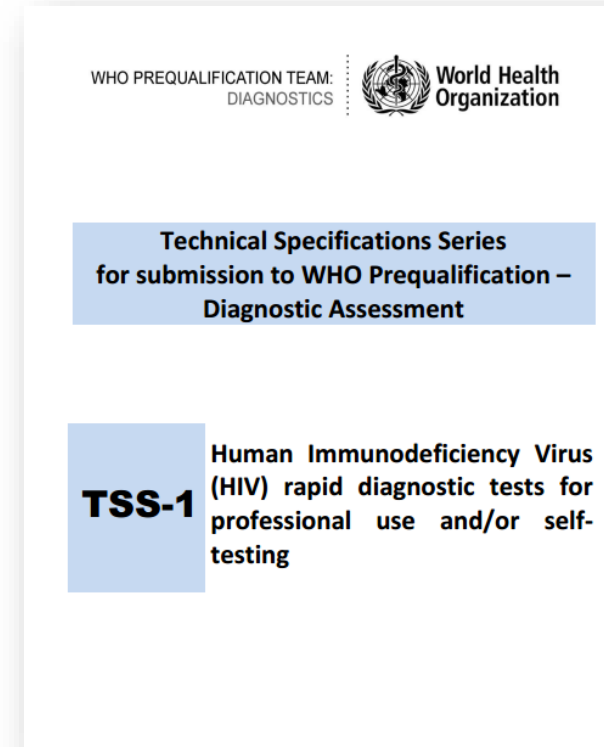 WHO PREQUALIFICATION TEAM:
DIAGNOSTICS
World Health
Organization
Technical Specifications Series
for submission to WHO Prequalification –
Diagnostic Assessment
TSS-1
Human Immunodeficiency Virus
(HIV) rapid diagnostic tests for
professional use and/or self-
testing